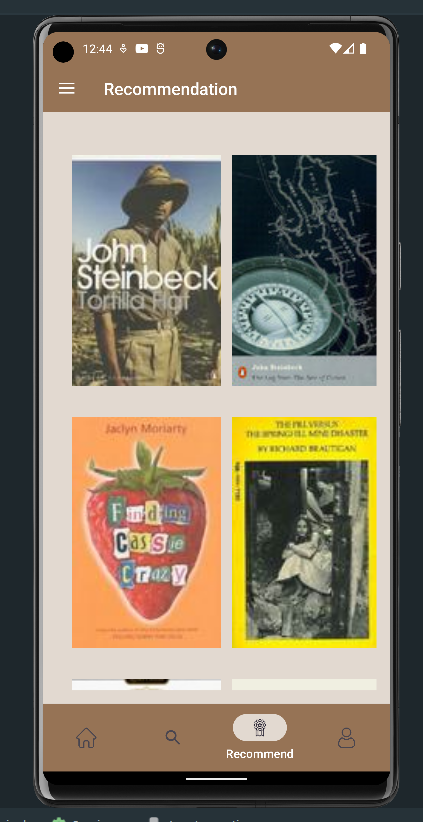 12:44
Recommendation
John
Steinbeck
Tortilla Flat
John Steinbeck
The Log from The Sea of Cortez
Jaclyn Moriarty
Finding
Cassie
Crazy
THE PILL VERSUS
THE SPRINGHILL MINE DISASTER
BY RICHARD BRAUTIGAN
Recommend